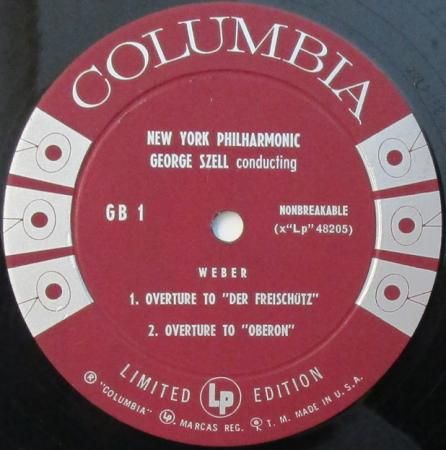 COLUMBIA
NEW YORK PHILHARMONIC
GEORGE SZELL conducting
GB 1
NONBREAKABLE
(x"Lp" 48205)
WEBER
1. OVERTURE TO "DER FREISCHÜTZ"
2. OVERTURE TO "OBERON"
LIMITED LP EDITION
® "COLUMBIA" LP, MARCAS REG. T. M. MADE IN U. S. A.